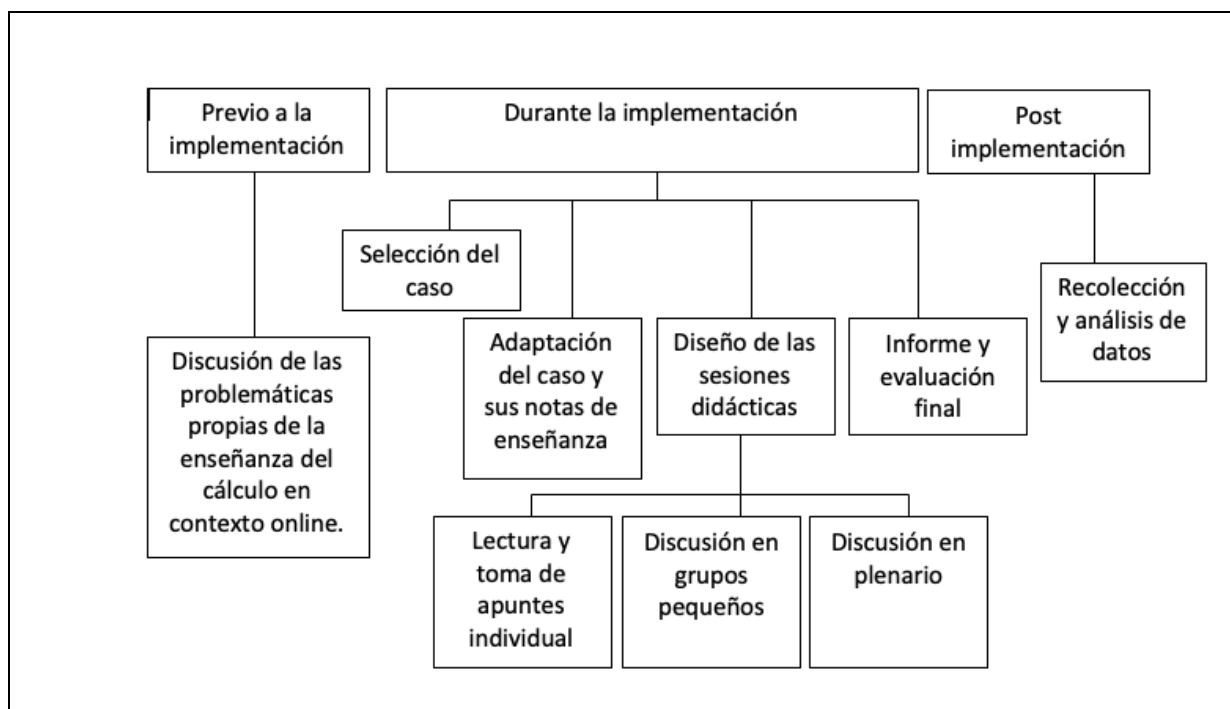 Previo a la
implementación
Durante la implementación
Post
implementación
Selección del
caso
Recolección
y análisis de
datos
Discusión de las
problemáticas
propias de la
enseñanza del
cálculo en
contexto online.
Adaptación
del caso y
sus notas de
enseñanza
Diseño de las
sesiones
didácticas
Informe y
evaluación
final
Lectura y
toma de
apuntes
individual
Discusión en
grupos
pequeños
Discusión en
plenario